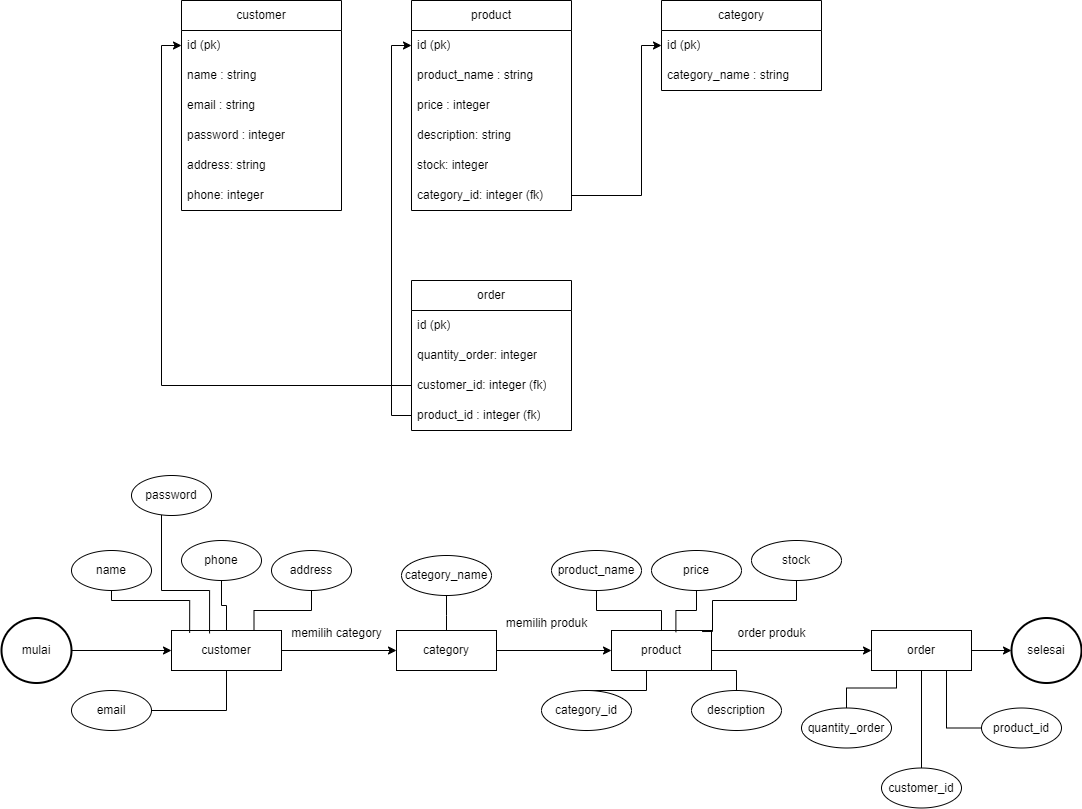 customer
id (pk)
name : string
email : string
password : integer
address: string
phone: integer
product
id (pk)
product_name : string
price : integer
description: string
stock: integer
category_id: integer (fk)
category
id (pk)
category_name : string
order
id (pk)
quantity_order: integer
customer_id: integer (fk)
product_id : integer (fk)
password
name
phone
address
category_name
product_name
price
stock
mulai
customer
memilih category
category
memilih produk
product
order produk
order
selesai
email
category_id
description
quantity_order
product_id
customer_id